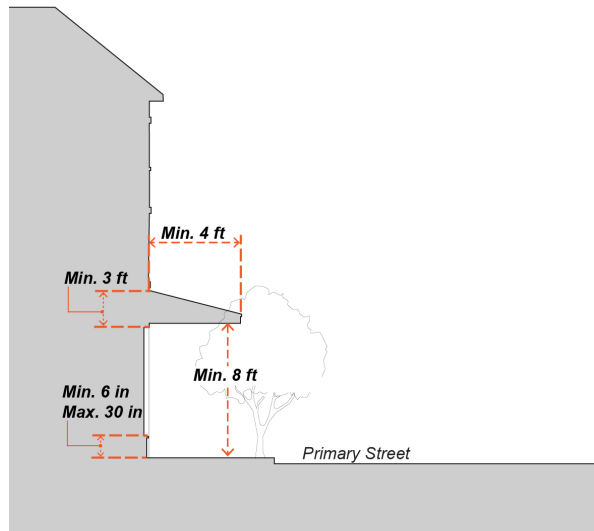 Min. 4 ft
Min. 3 ft
Min. 8 ft
Min. 6 in
Max. 30 in
Primary Street